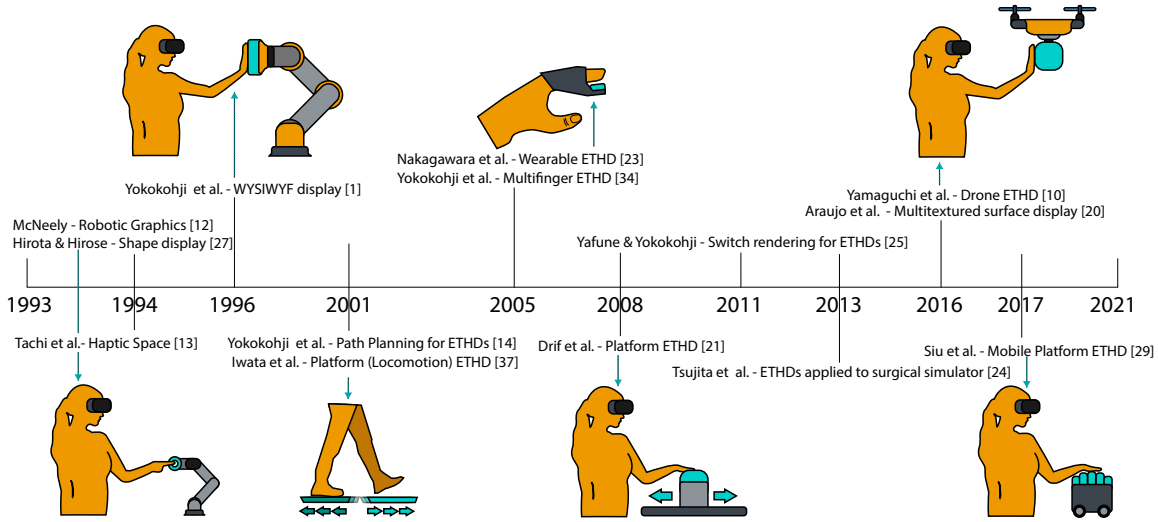 Nakagawara et al. - Wearable ETHD [23]
Yokokohji et al. - Multifinger ETHD [34]
Yokokohji et al. - WYSIWYF display [1]
Yamaguchi et al. - Drone ETHD [10]
Araujo et al. - Multitextured surface display [20]
McNeely - Robotic Graphics [12]
Hirota & Hirose - Shape display [27]
Yafune & Yokokohji - Switch rendering for ETHDs [25]
1993 1994 1996 2001 2005 2008 2011 2013 2016 2017 2021
Tachi et al.- Haptic Space [13]
Yokokohji et al. - Path Planning for ETHDs [14]
Iwata et al. - Platform (Locomotion) ETHD [37]
Drif et al. - Platform ETHD [21]
Siu et al. - Mobile Platform ETHD [29]
Tsujita et al. - ETHDs applied to surgical simulator [24]